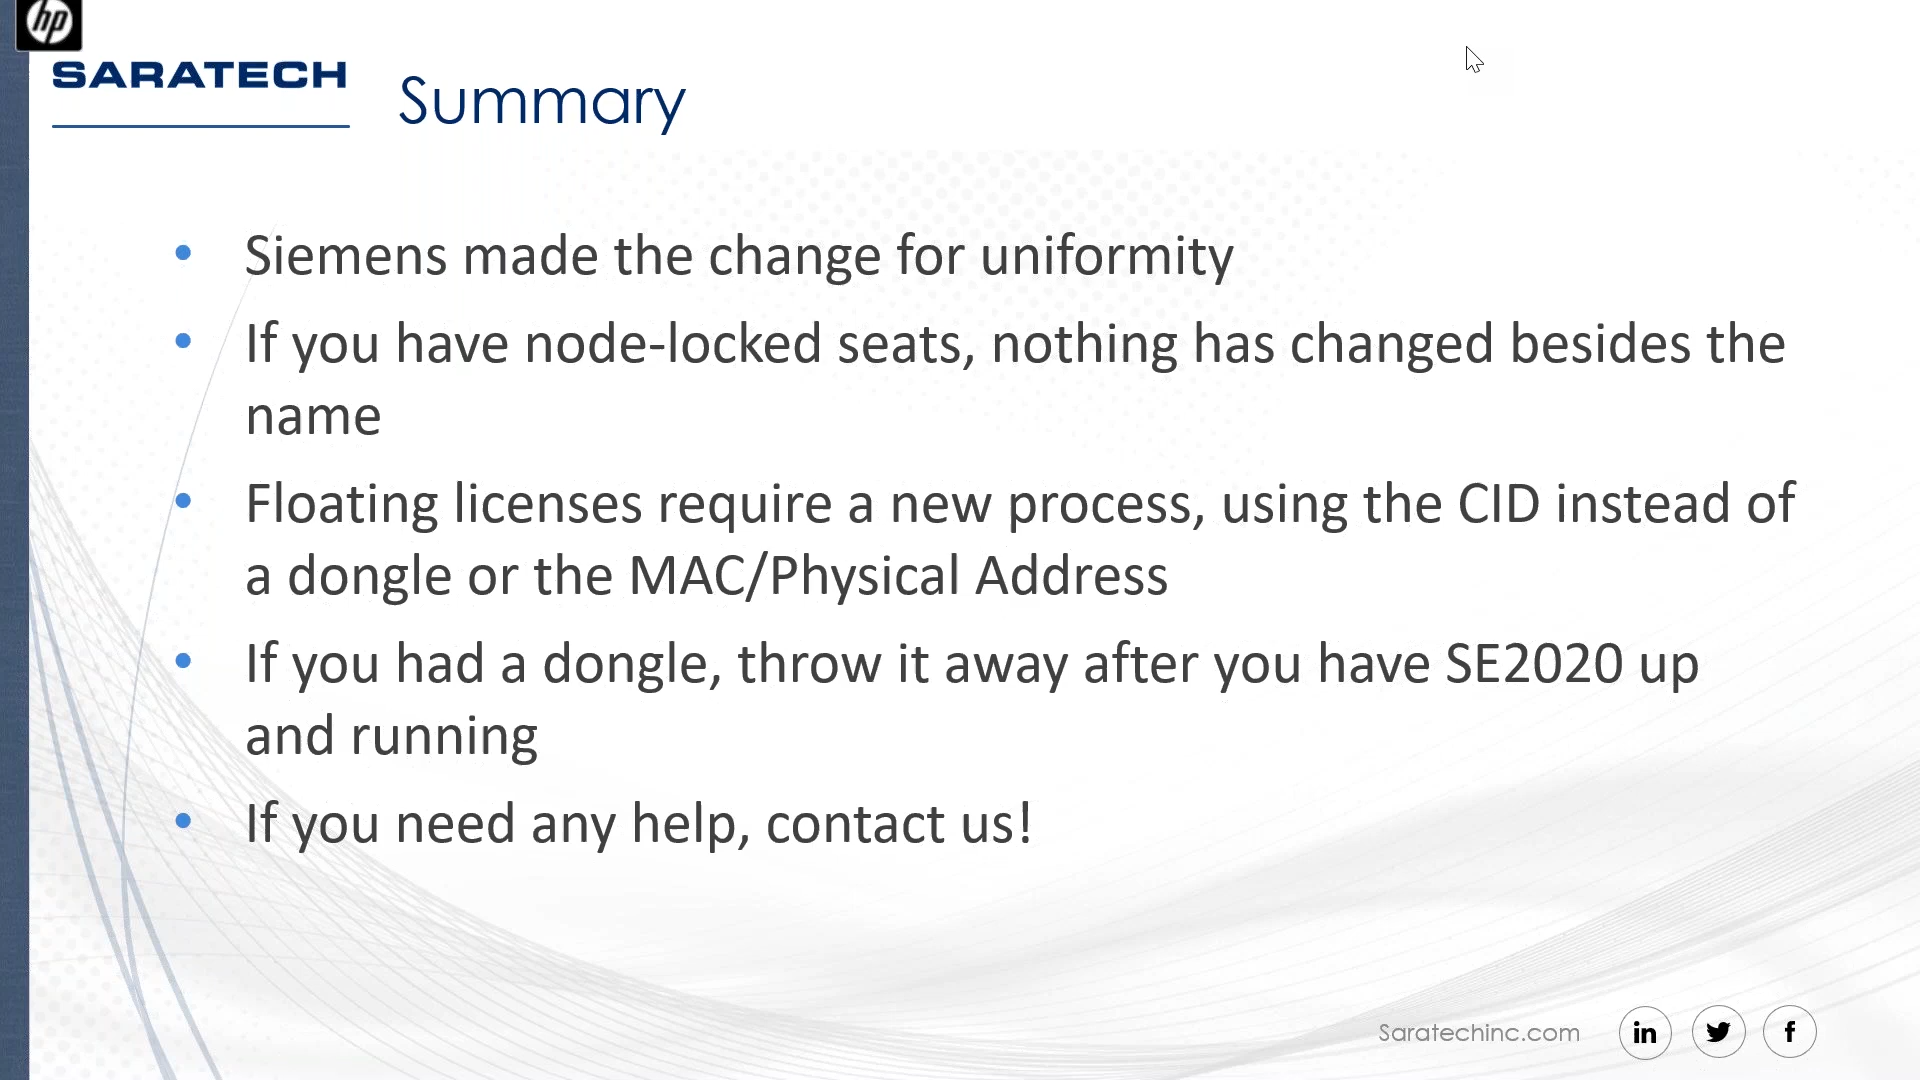 hp
SARATECH
Summary
• Siemens made the change for uniformity
• If you have node-locked seats, nothing has changed besides the
name
• Floating licenses require a new process, using the CID instead of
a dongle or the MAC/Physical Address
• If you had a dongle, throw it away after you have SE2020 up
and running
• If you need any help, contact us!
Saratechinc.com in f